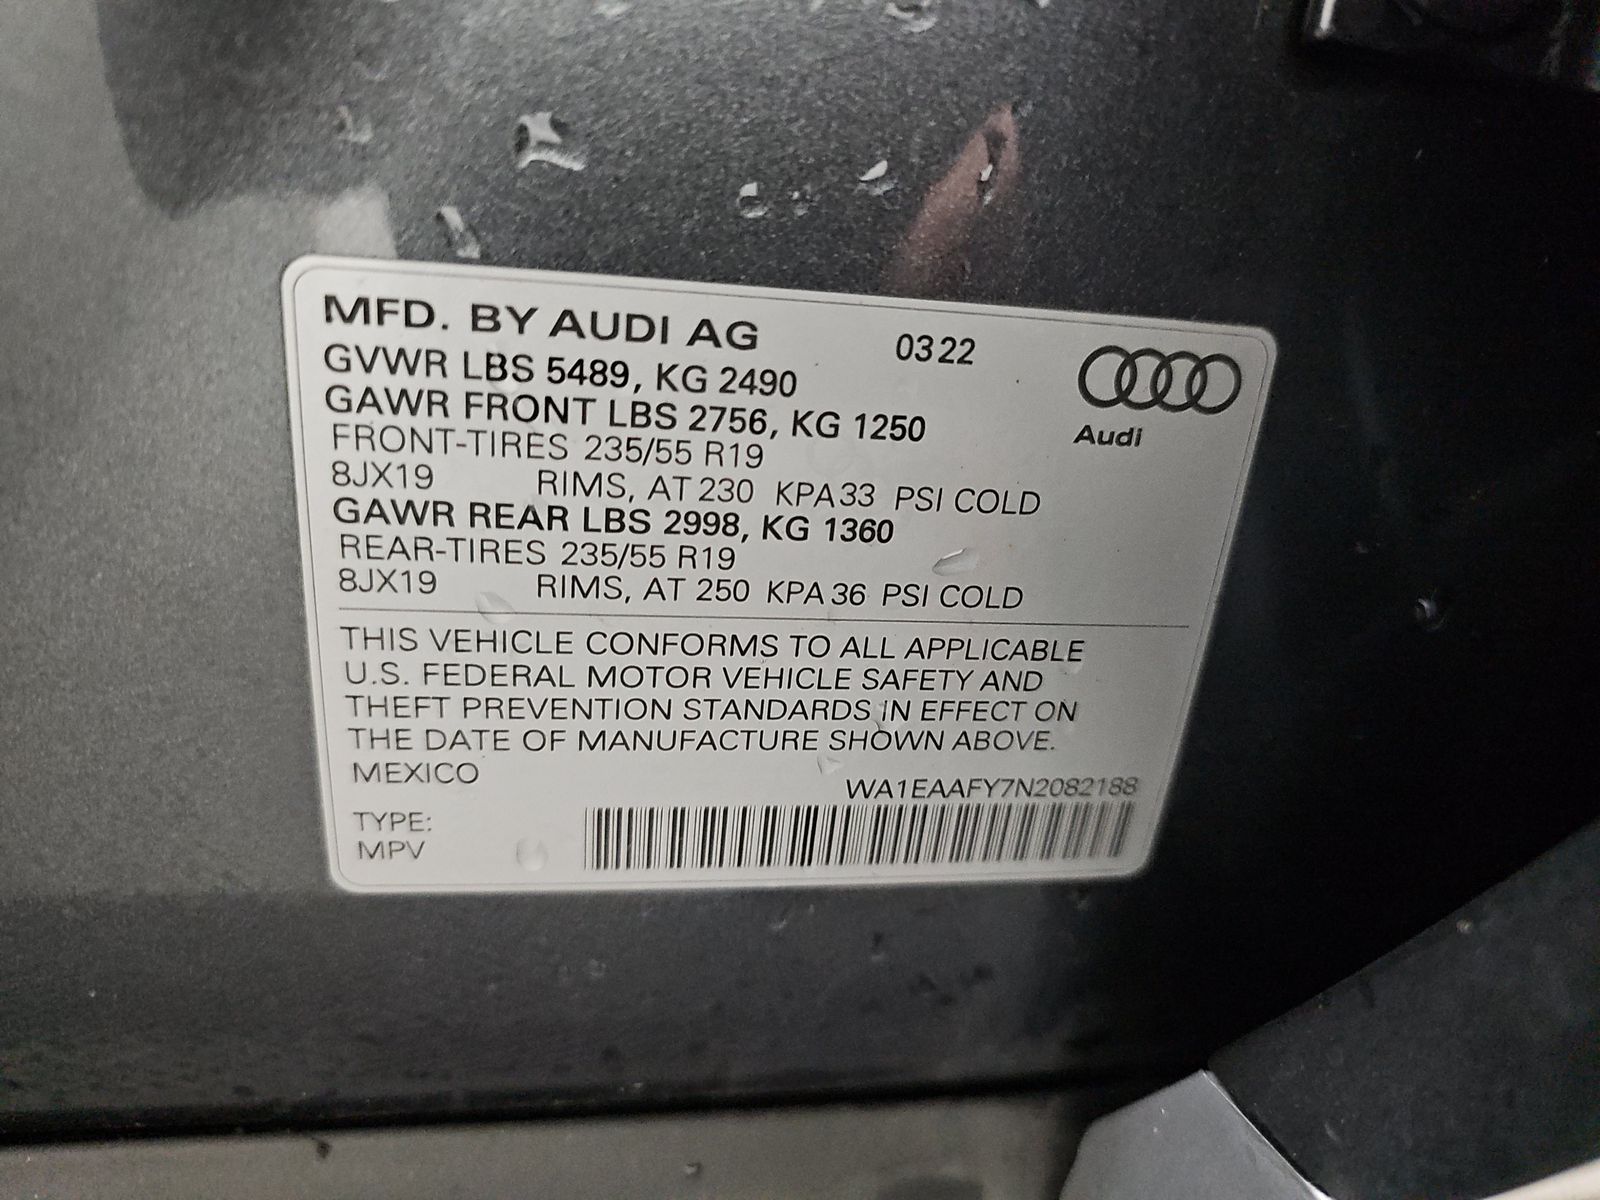 MFD. BY AUDI AG 0322
GVWR LBS 5489, KG 2490
GAWR FRONT LBS 2756, KG 1250
Audi
FRONT-TIRES 235/55 R19
8JX19 RIMS, AT 230 KPA 33 PSI COLD
GAWR REAR LBS 2998, KG 1360
REAR-TIRES 235/55 R19
8JX19 RIMS, AT 250 KPA 36 PSI COLD
THIS VEHICLE CONFORMS TO ALL APPLICABLE
U.S. FEDERAL MOTOR VEHICLE SAFETY AND
THEFT PREVENTION STANDARDS IN EFFECT ON
THE DATE OF MANUFACTURE SHOWN ABOVE.
MEXICO WA1EAAFY7N2082188
TYPE:
MPV